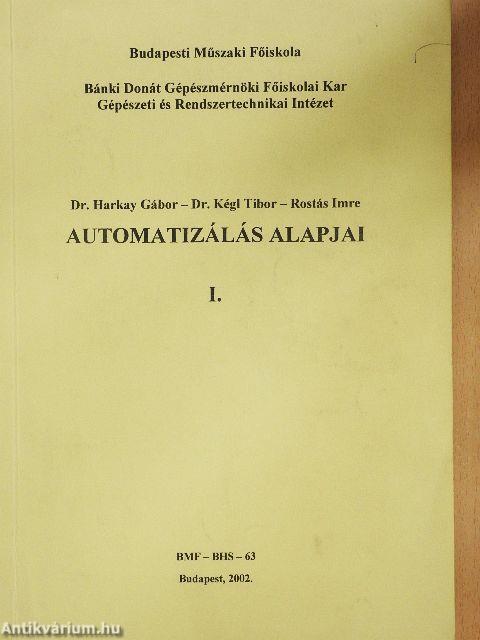 Budapesti Műszaki Főiskola
Bánki Donát Gépészmérnöki Főiskolai Kar
Gépészeti és Rendszertechnikai Intézet
Dr. Harkay Gábor – Dr. Kégl Tibor – Rostás Imre
AUTOMATIZÁLÁS ALAPJAI
I.
BMF – BHS – 63
Budapest, 2002.
Antikvárium.hu